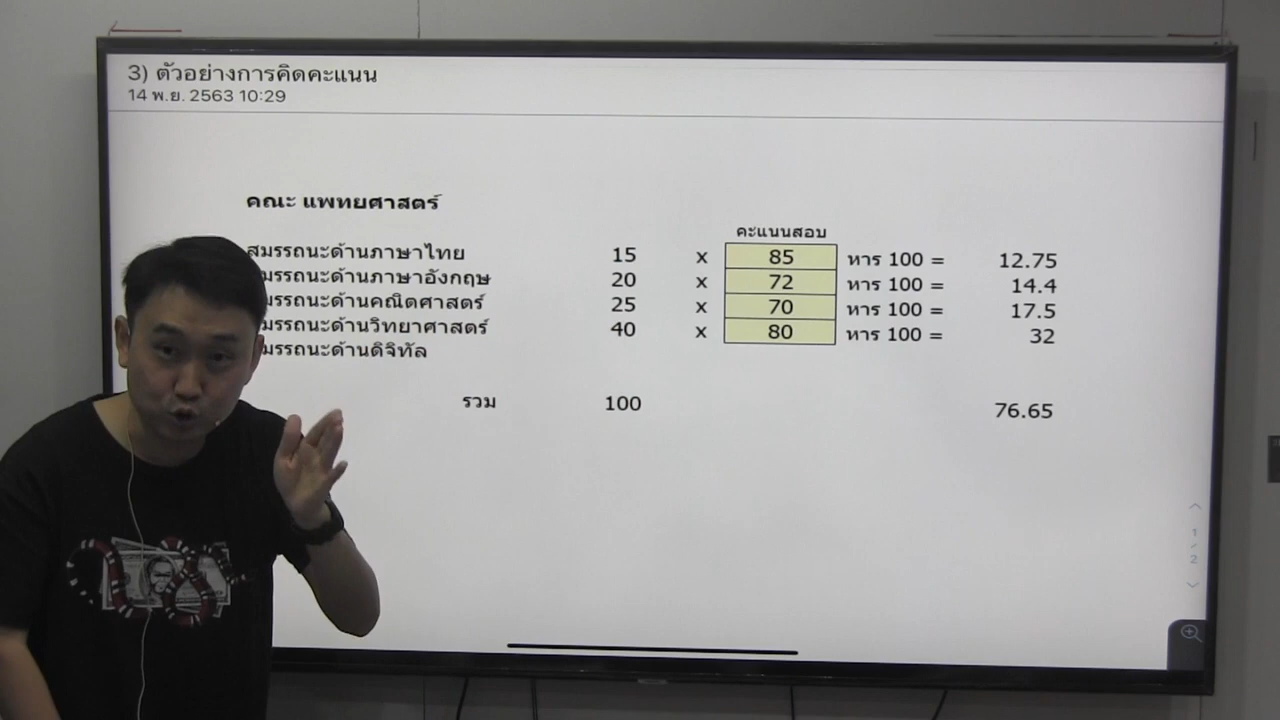 3) ตัวอย่างการคิดคะแนน
14 พ.ย. 2563 10:29
คณะ แพทยศาสตร์
คะแนนสอบ
สมรรถนะด้านภาษาไทย 15 x 85 หาร 100 = 12.75
มรรถนะด้านภาษาอังกฤษ 20 x 72 หาร 100 = 14.4
มรรถนะด้านคณิตศาสตร์ 25 x 70 หาร 100 = 17.5
มรรถนะด้านวิทยาศาสตร์ 40 x 80 หาร 100 = 32
มรรถนะด้านดิจิทัล
รวม 100 76.65
1
/
2